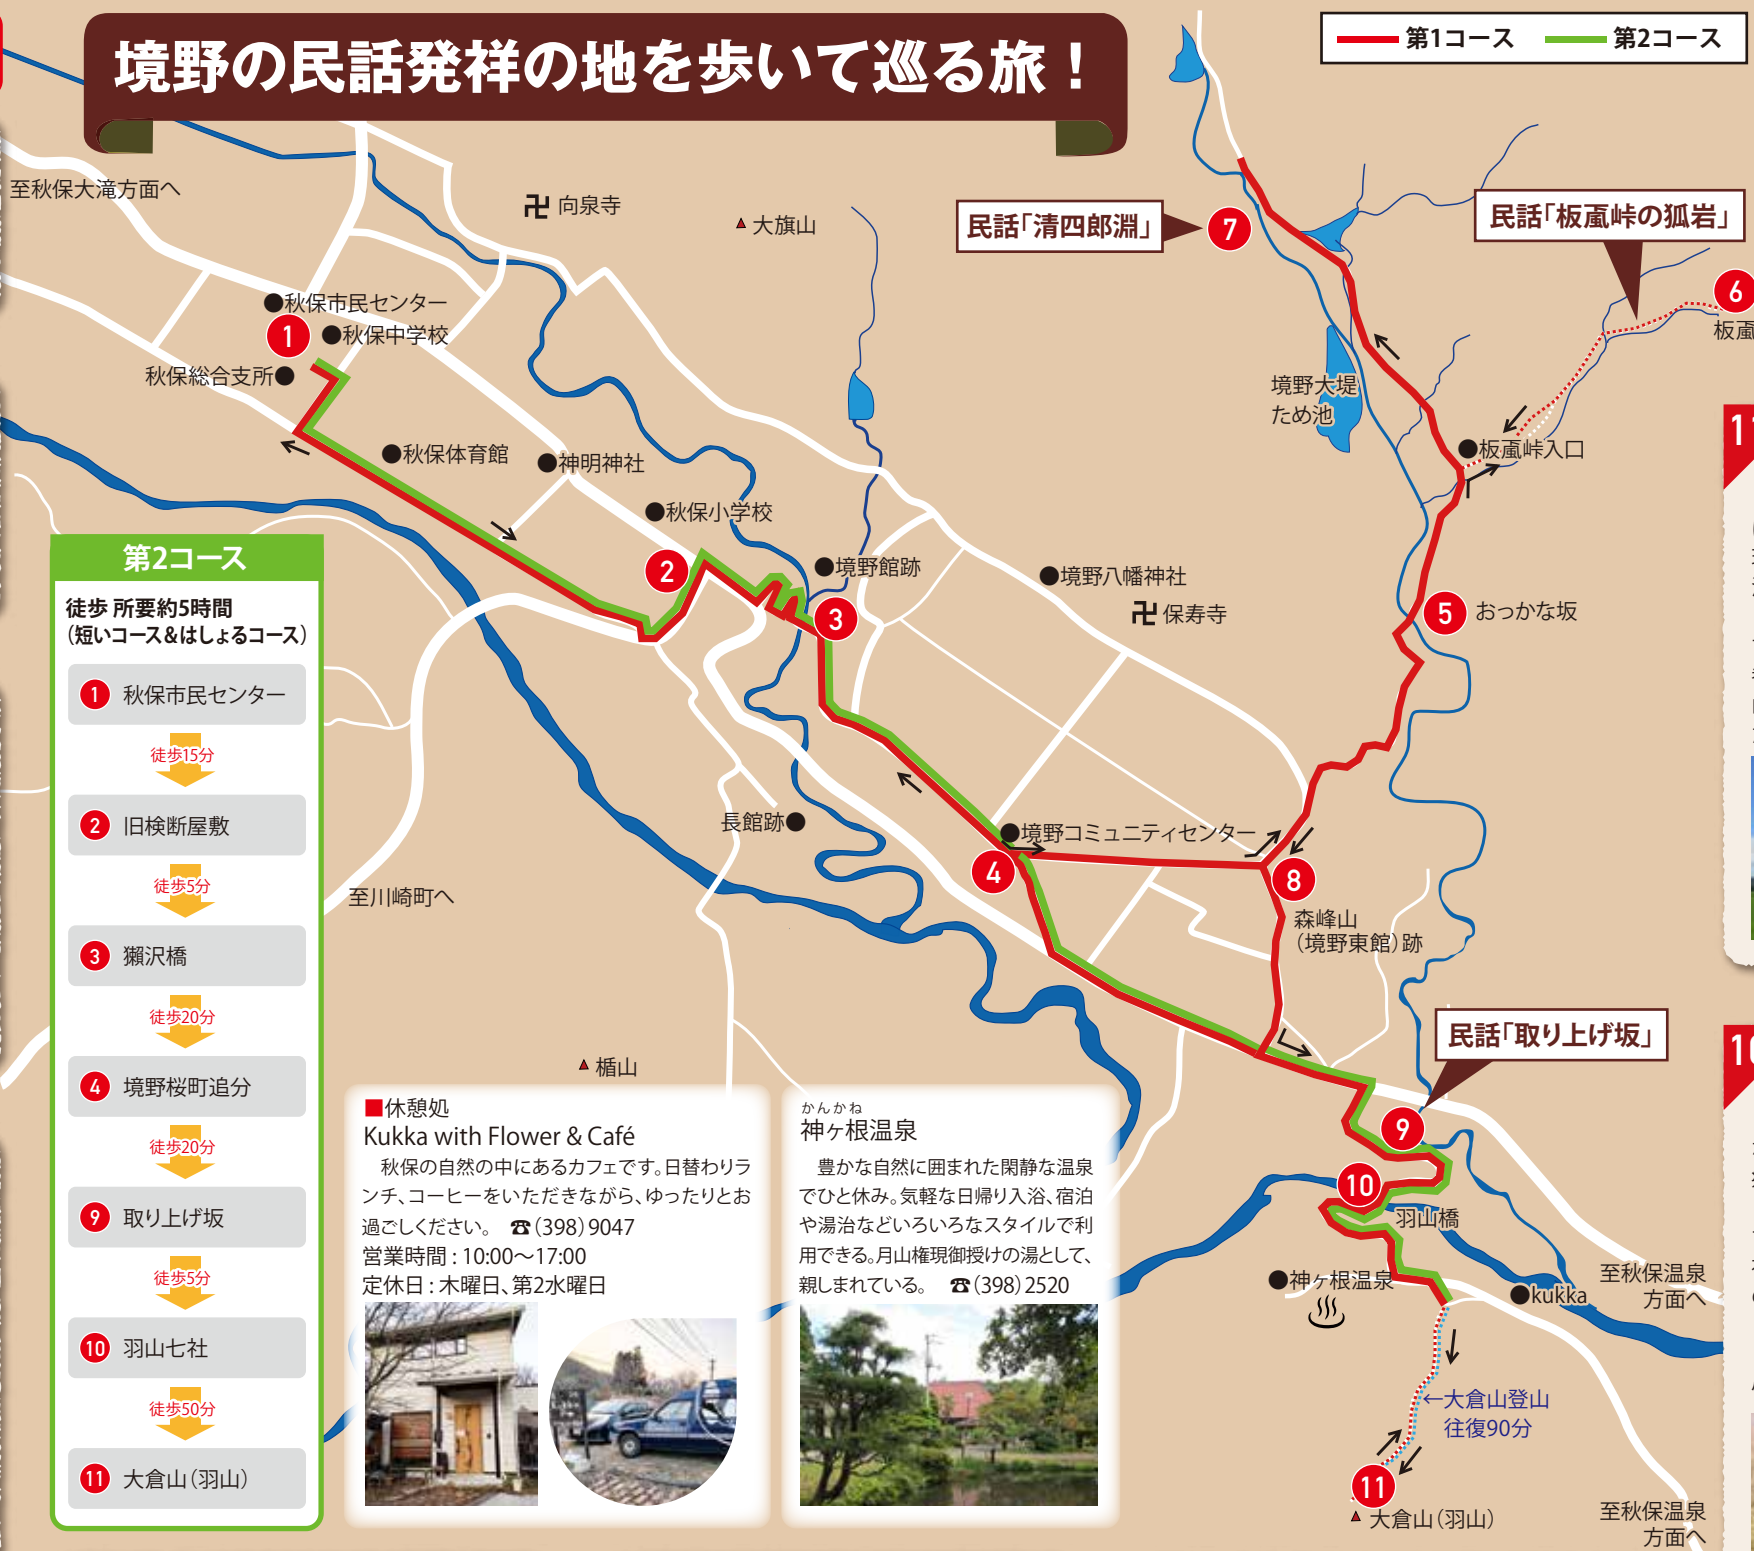 境野の民話発祥の地を歩いて巡る旅！
第1コース
第2コース
至秋保大滝方面へ
向泉寺
大旗山
民話「清四郎淵」
7
民話「板颪峠の狐岩」
6
板颪
秋保市民センター
1
秋保中学校
秋保総合支所
境野大堤
ため池
板颪峠入口
秋保体育館
神明神社
秋保小学校
2
境野館跡
3
境野八幡神社
保寿寺
5
おっかな坂
長館跡
境野コミュニティセンター
4
8
森峰山
（境野東館）跡
至川崎町へ
楯山
民話「取り上げ坂」
9
10
羽山橋
神ヶ根温泉
kukka
至秋保温泉
方面へ
←大倉山登山
往復90分
11
大倉山（羽山）
至秋保温泉
方面へ
第2コース
徒歩 所要約5時間
（短いコース＆はしょるコース）
1 秋保市民センター
徒歩15分
2 旧検断屋敷
徒歩5分
3 獺沢橋
徒歩20分
4 境野桜町追分
徒歩20分
9 取り上げ坂
徒歩5分
10 羽山七社
徒歩50分
11 大倉山（羽山）
■休憩処
Kukka with Flower & Café
秋保の自然の中にあるカフェです。日替わりラ
ンチ、コーヒーをいただきながら、ゆったりとお
過ごしください。 ☎（398）9047
営業時間：10:00〜17:00
定休日：木曜日、第2水曜日
かんかね
神ヶ根温泉
豊かな自然に囲まれた閑静な温泉
でひと休み。気軽な日帰り入浴、宿泊
や湯治などいろいろなスタイルで利
用できる。月山権現御授けの湯として、
親しまれている。 ☎（398）2520
11
10